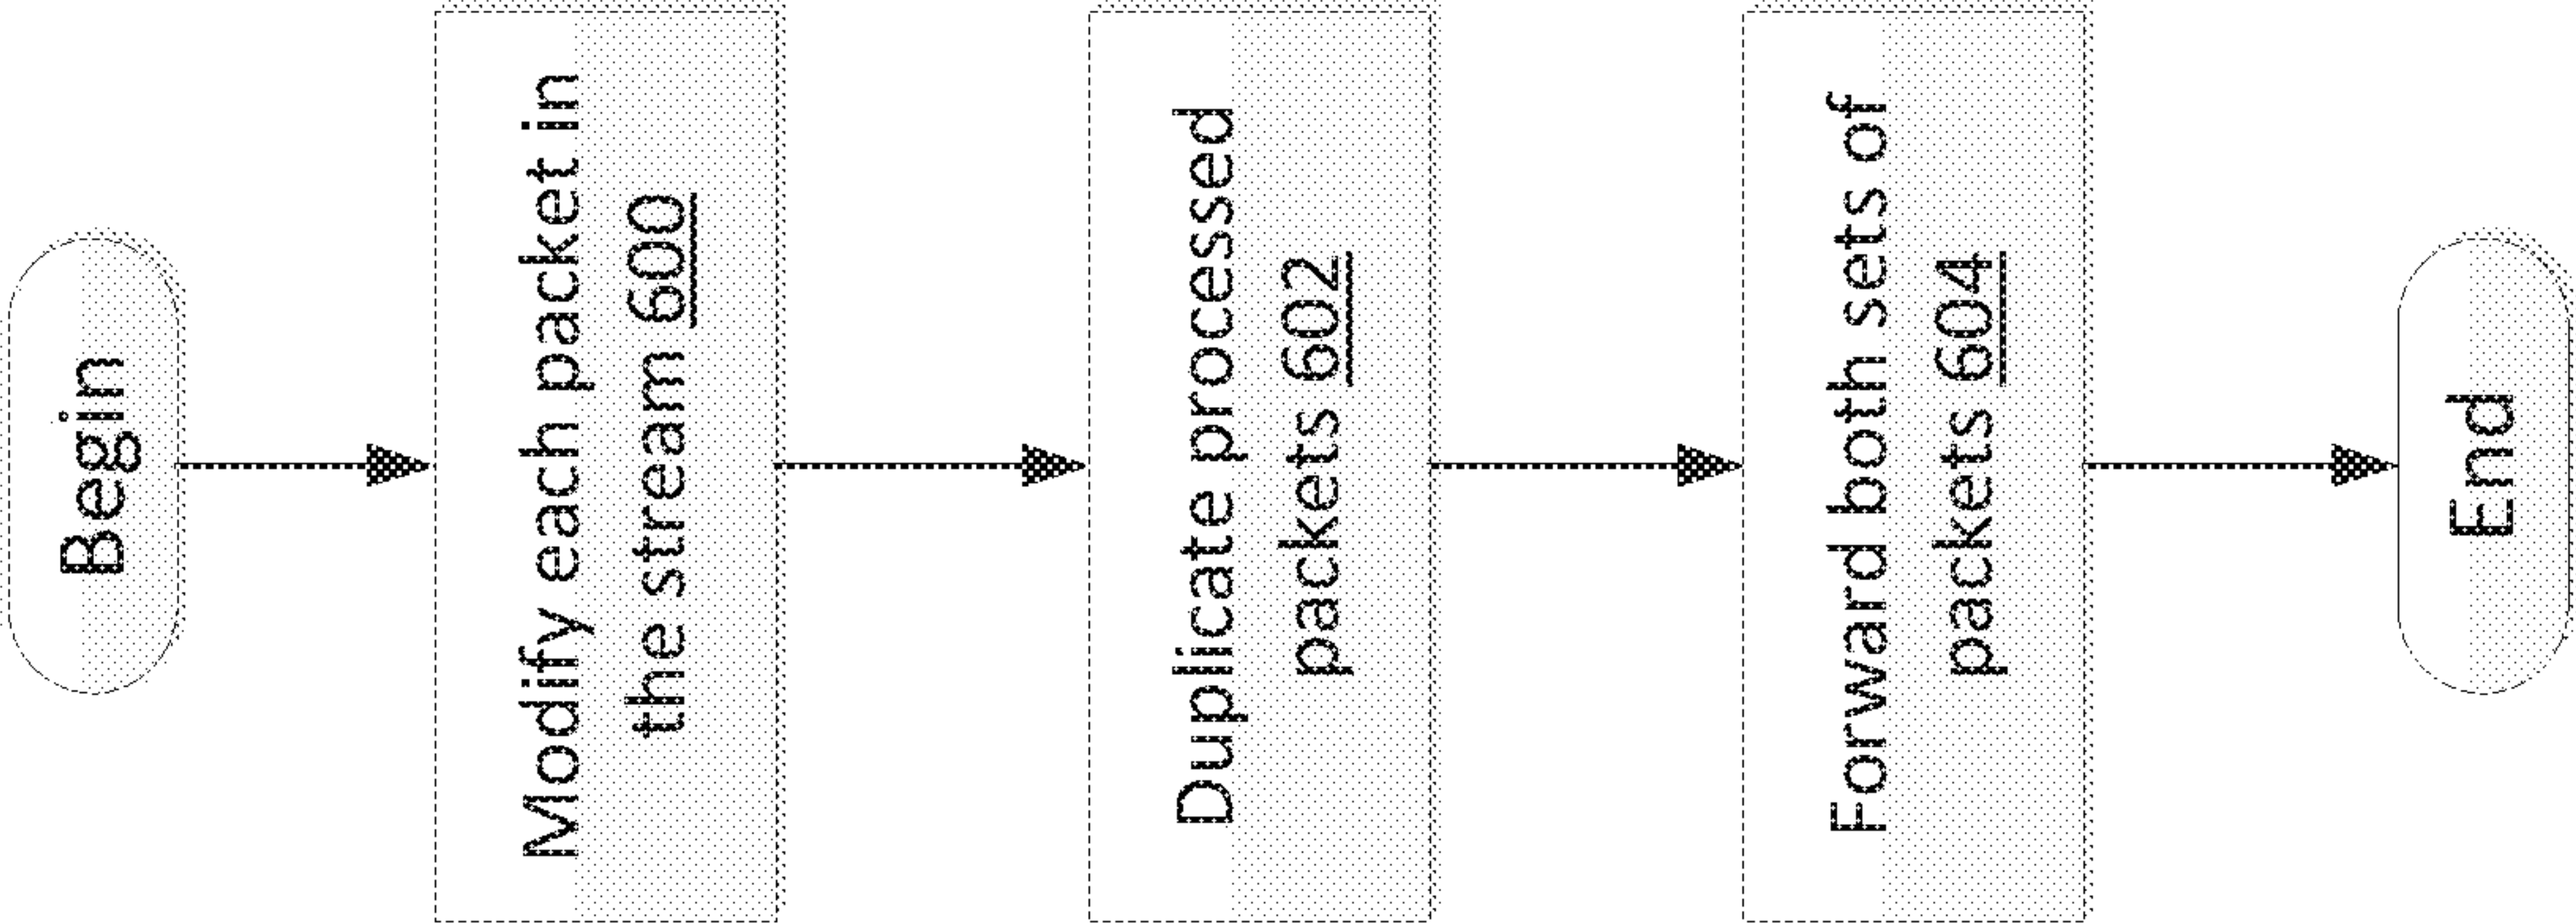 Begin
Modify each packet in
the stream 600
Duplicate processed
packets 602
Forward both sets of
packets 604
End